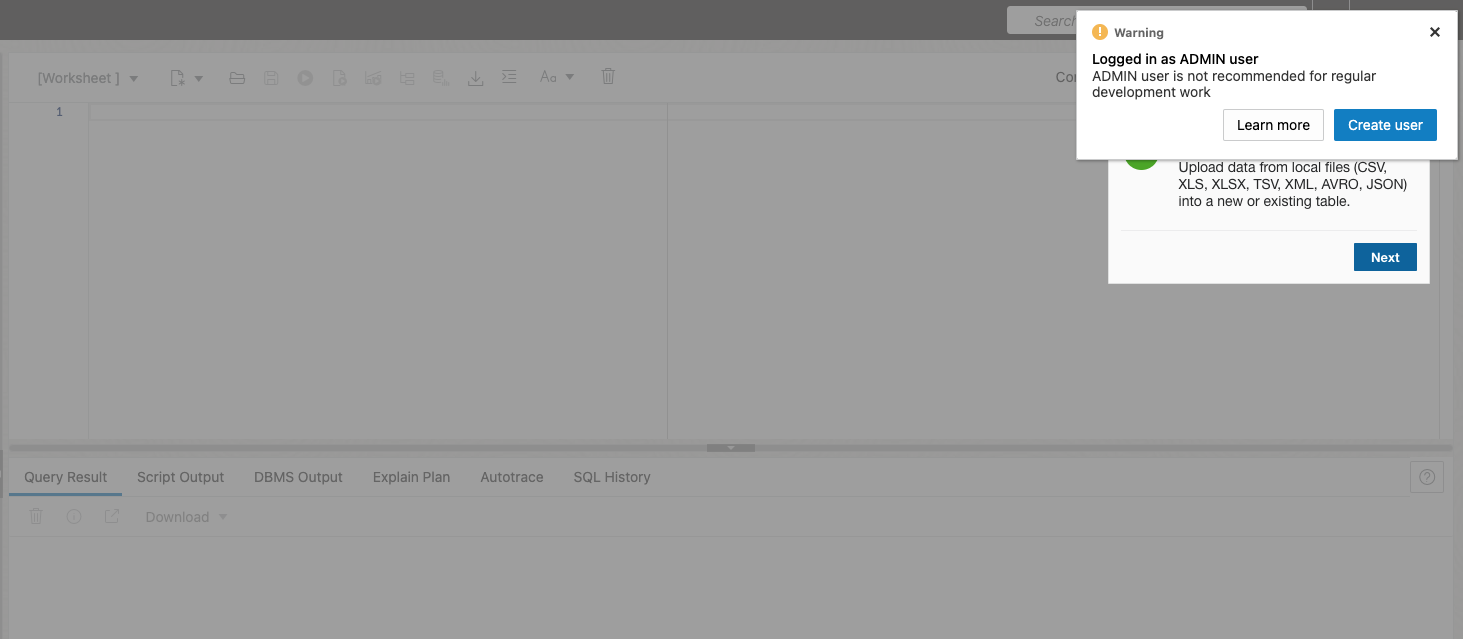 Search
Warning
Logged in as ADMIN user
ADMIN user is not recommended for regular
development work
Learn more
Create user
[Worksheet ]
Aa
1
Upload data from local files (CSV,
XLS, XLSX, TSV, XML, AVRO, JSON)
into a new or existing table.
Next
Query Result
Script Output
DBMS Output
Explain Plan
Autotrace
SQL History
Download